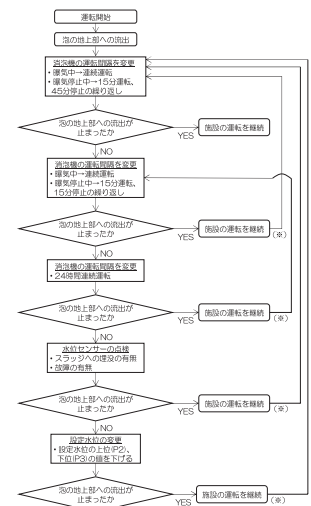 運転開始
泡の地上部への流出
消泡機の運転間隔を変更
・曝気中→連続運転
・曝気停止中→15分運転、
45分停止の繰り返し
泡の地上部への流出が
止まったか
YES
施設の運転を継続
NO
消泡機の運転間隔を変更
・曝気中→連続運転
・曝気停止中→15分運転、
15分停止の繰り返し
泡の地上部への流出が
止まったか
YES
施設の運転を継続
(※)
NO
消泡機の運転間隔を変更
・24時間連続運転
泡の地上部への流出が
止まったか
YES
施設の運転を継続
(※)
NO
水位センサーの点検
・スラッジへの埋没の有無
・故障の有無
泡の地上部への流出が
止まったか
YES
施設の運転を継続
(※)
NO
設定水位の変更
・設定水位の上位(P2)、
下位(P3)の値を下げる
泡の地上部への流出が
止まったか
YES
施設の運転を継続
(※)